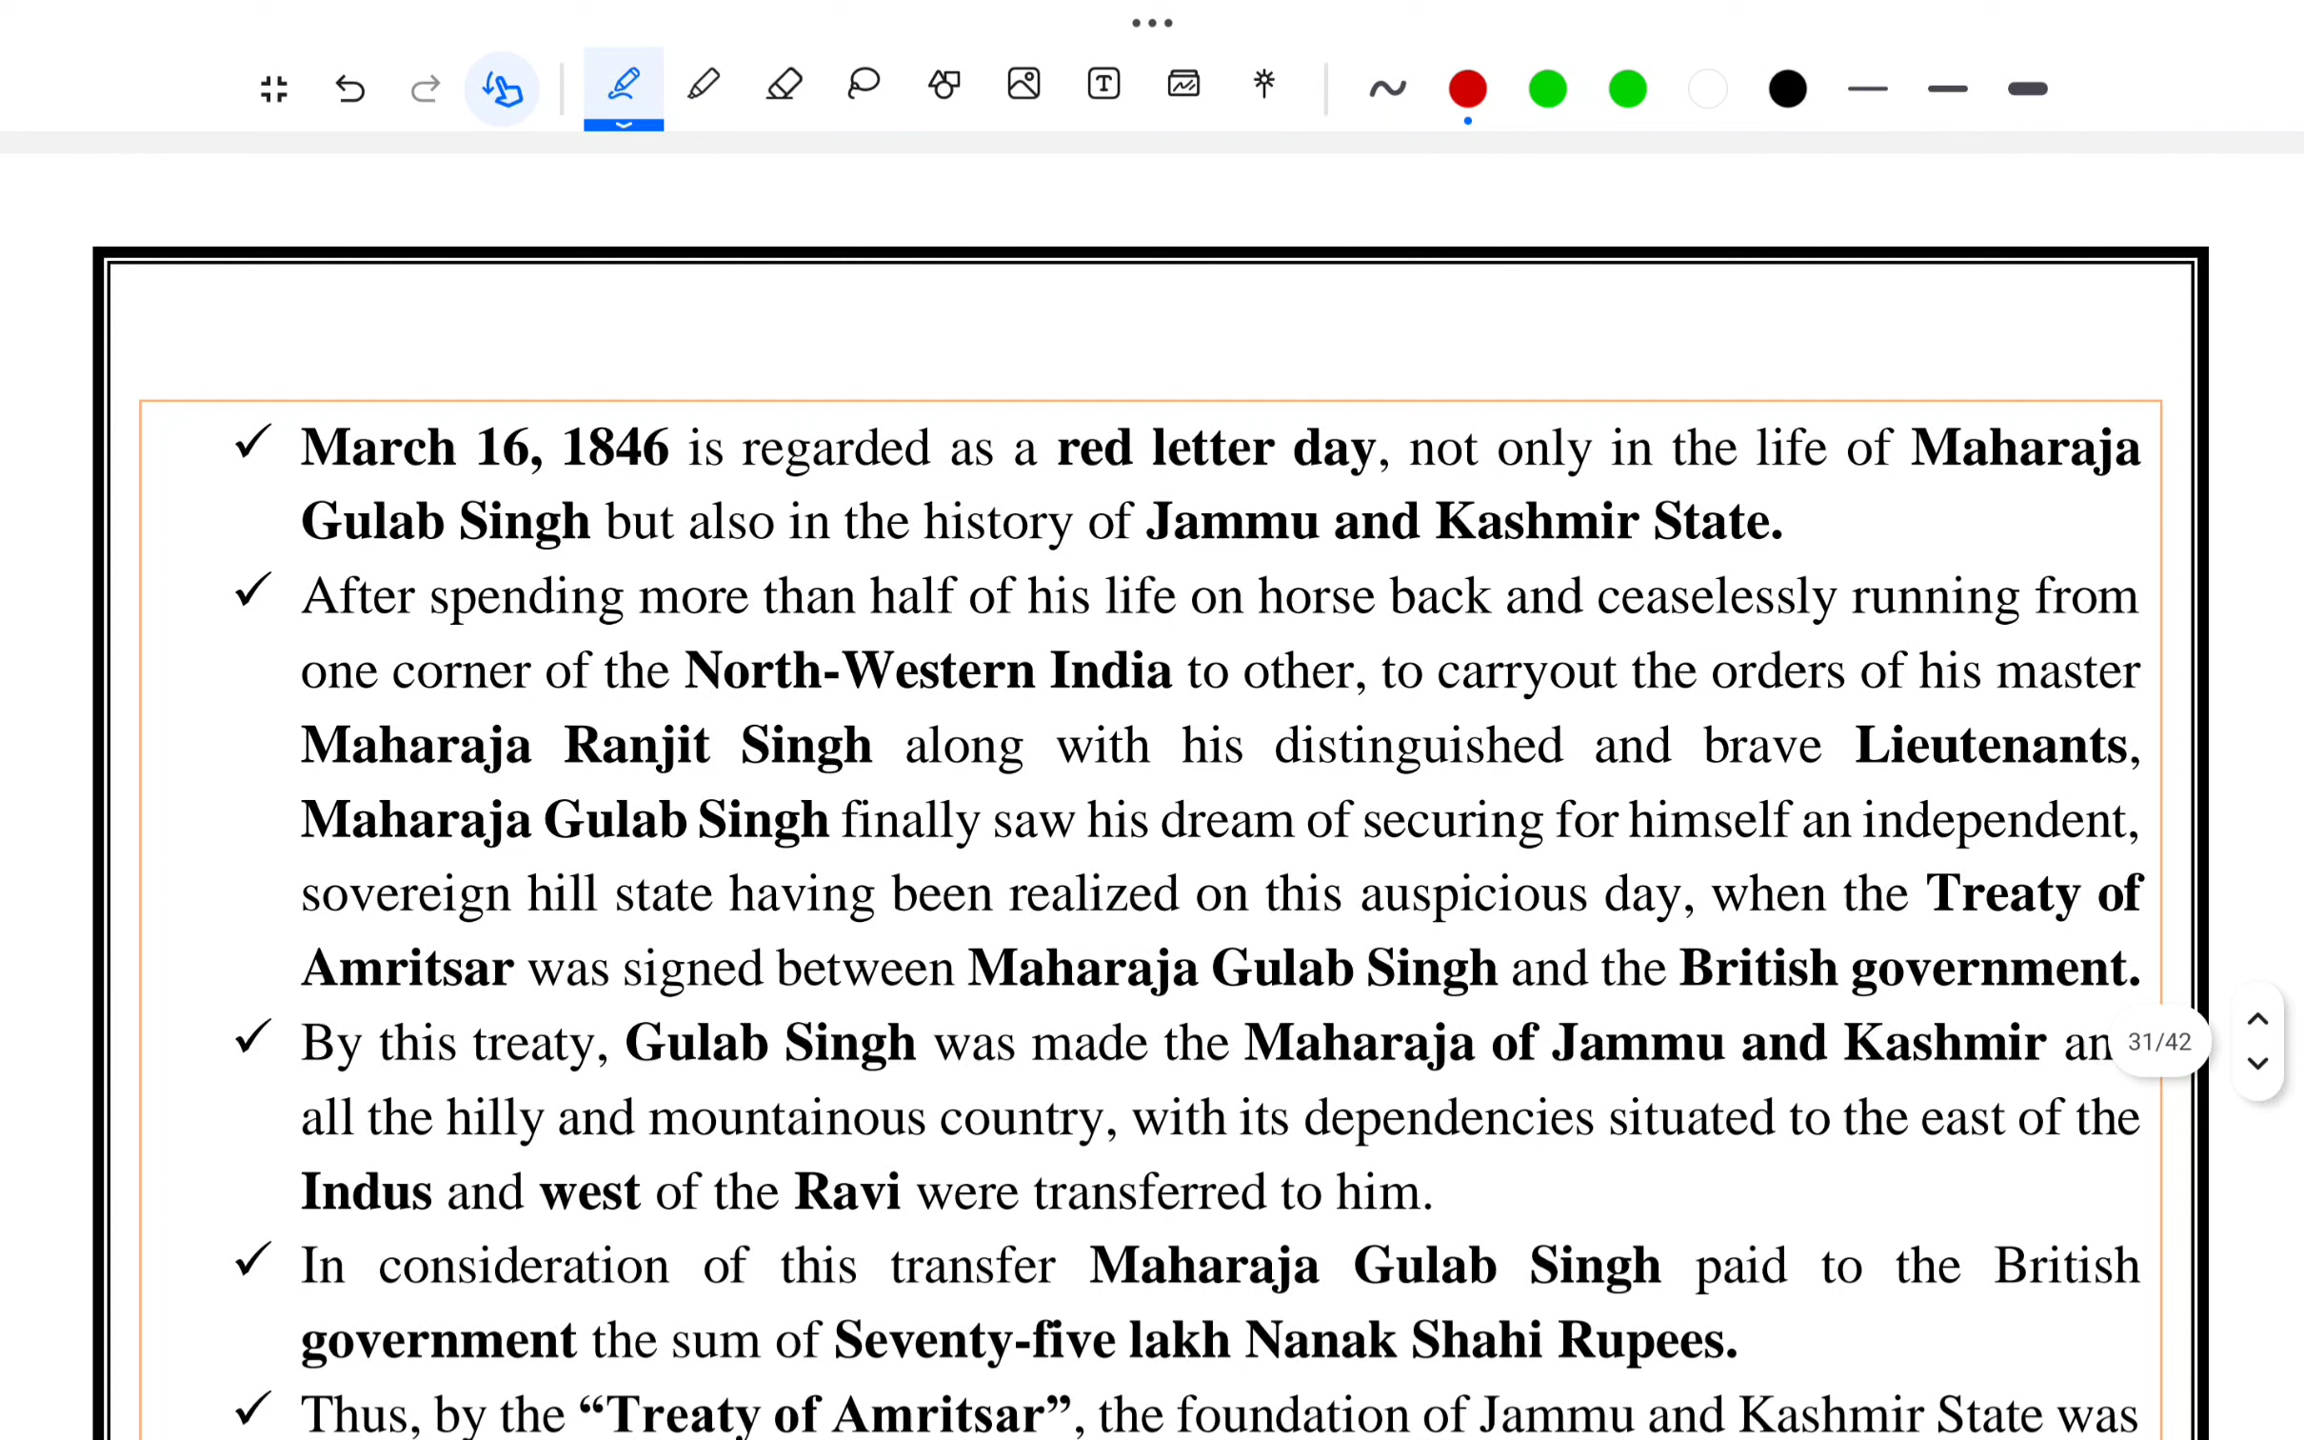 ✓ March 16, 1846 is regarded as a red letter day, not only in the life of Maharaja
Gulab Singh but also in the history of Jammu and Kashmir State.
✓ After spending more than half of his life on horse back and ceaselessly running from
one corner of the North-Western India to other, to carryout the orders of his master
Maharaja Ranjit Singh along with his distinguished and brave Lieutenants,
Maharaja Gulab Singh finally saw his dream of securing for himself an independent,
sovereign hill state having been realized on this auspicious day, when the Treaty of
Amritsar was signed between Maharaja Gulab Singh and the British government.
✓ By this treaty, Gulab Singh was made the Maharaja of Jammu and Kashmir an
31/42
all the hilly and mountainous country, with its dependencies situated to the east of the
Indus and west of the Ravi were transferred to him.
✓ In consideration of this transfer Maharaja Gulab Singh paid to the British
government the sum of Seventy-five lakh Nanak Shahi Rupees.
✓ Thus, by the “Treaty of Amritsar”, the foundation of Jammu and Kashmir State was